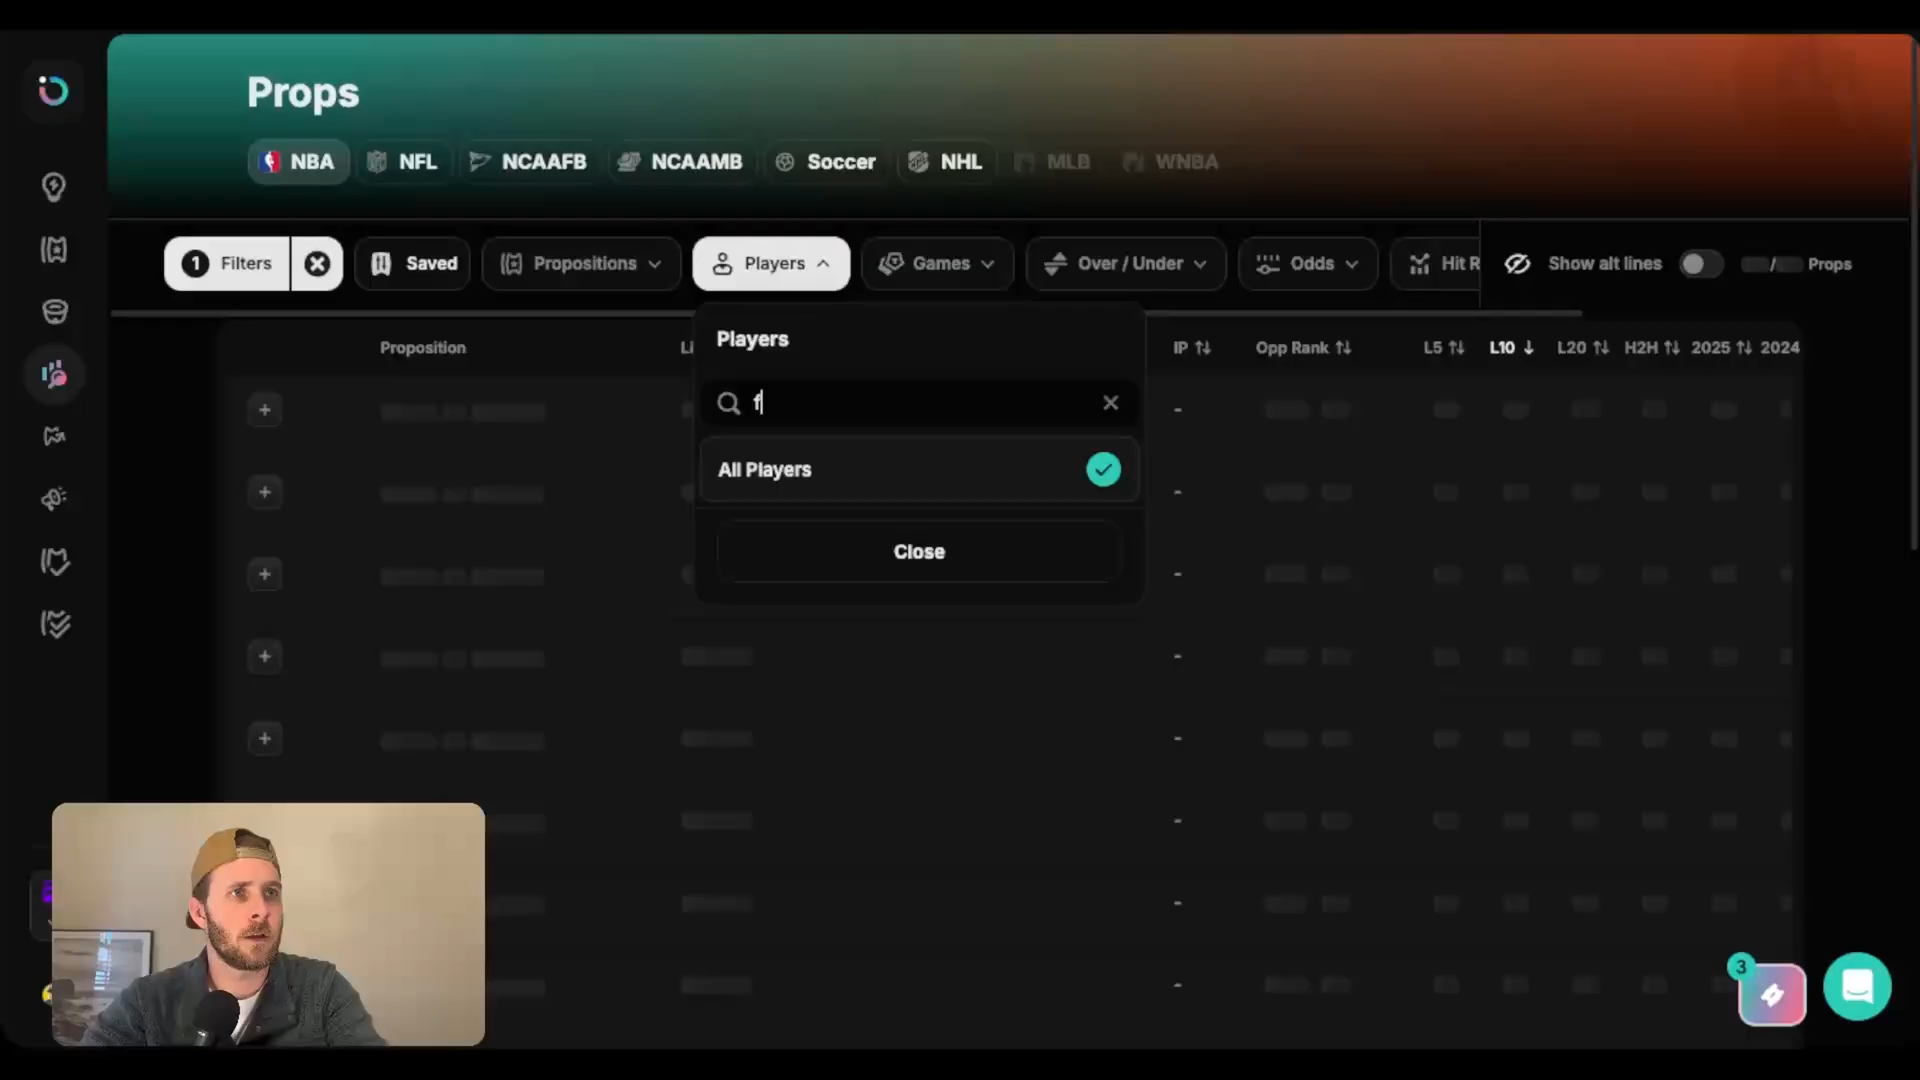 Props
NBA NFL NCAAFB NCAAMB Soccer NHL MLB WNBA
1 Filters Saved Propositions Players Games Over / Under Odds Hit R Show alt lines / Props
Proposition Li IP Opp Rank L5 L10 L20 H2H 2025 2024
Players
f
All Players
Close
3